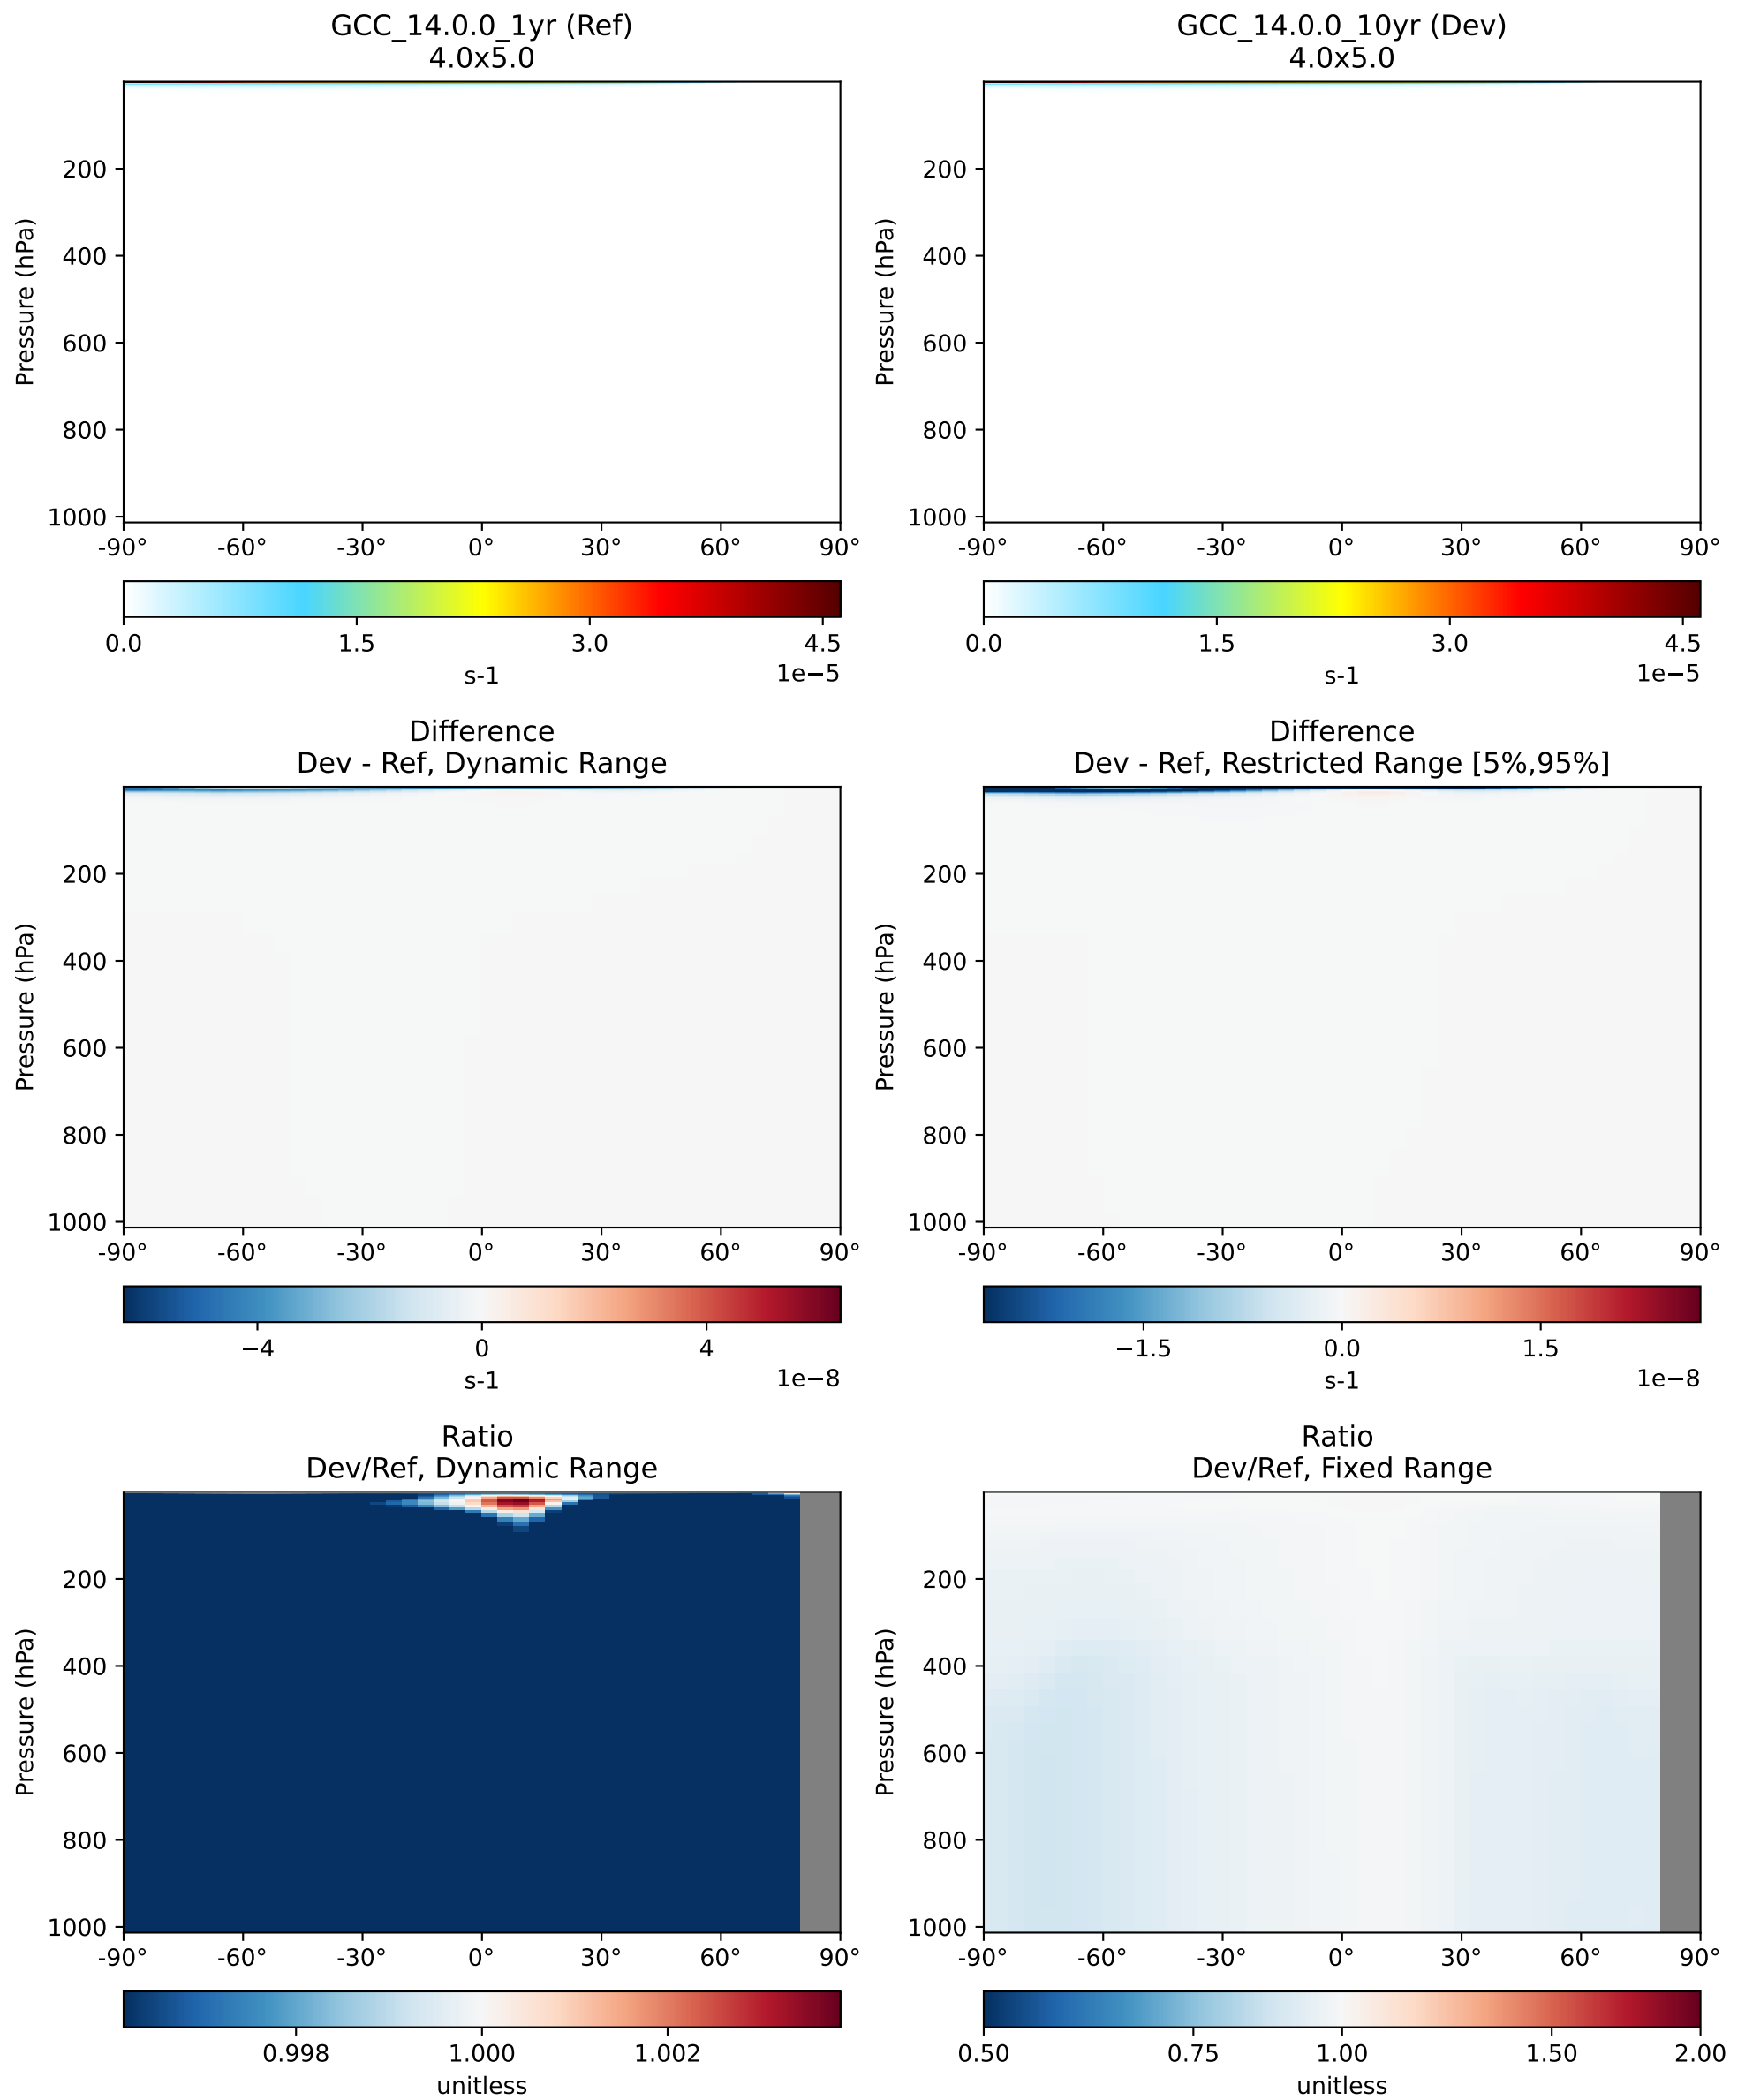 GCC_14.0.0_1yr (Ref)
4.0x5.0
GCC_14.0.0_10yr (Dev)
4.0x5.0
Pressure (hPa)
200
400
600
800
1000
-90° -60° -30° 0° 30° 60° 90°
0.0 1.5 3.0 4.5
s-1
1e−5
Pressure (hPa)
200
400
600
800
1000
-90° -60° -30° 0° 30° 60° 90°
0.0 1.5 3.0 4.5
s-1
1e−5
Difference
Dev - Ref, Dynamic Range
Pressure (hPa)
200
400
600
800
1000
-90° -60° -30° 0° 30° 60° 90°
−4 0 4
s-1
1e−8
Difference
Dev - Ref, Restricted Range [5%,95%]
Pressure (hPa)
200
400
600
800
1000
-90° -60° -30° 0° 30° 60° 90°
−1.5 0.0 1.5
s-1
1e−8
Ratio
Dev/Ref, Dynamic Range
Pressure (hPa)
200
400
600
800
1000
-90° -60° -30° 0° 30° 60° 90°
0.998 1.000 1.002
unitless
Ratio
Dev/Ref, Fixed Range
Pressure (hPa)
200
400
600
800
1000
-90° -60° -30° 0° 30° 60° 90°
0.50 0.75 1.00 1.50 2.00
unitless